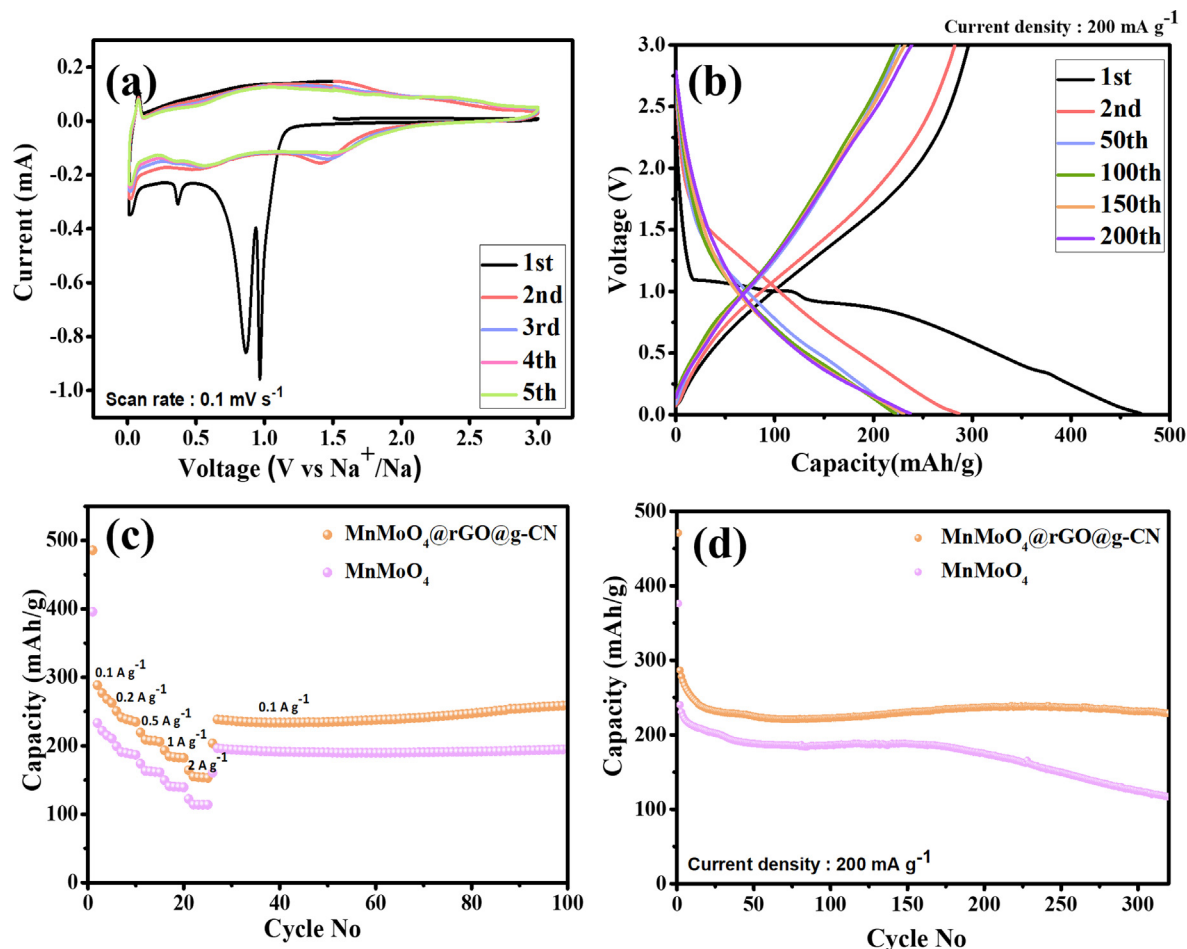 (a)
0.2
0.0
-0.2
-0.4
-0.6
-0.8
-1.0
Current (mA)
1st
2nd
3rd
4th
5th
Scan rate : 0.1 mV s⁻¹
0.0 0.5 1.0 1.5 2.0 2.5 3.0
Voltage (V vs Na⁺/Na)
Current density : 200 mA g⁻¹
(b)
3.0
2.5
2.0
1.5
1.0
0.5
0.0
Voltage (V)
1st
2nd
50th
100th
150th
200th
0 100 200 300 400 500
Capacity(mAh/g)
(c)
500
400
300
200
100
0
Capacity (mAh/g)
MnMoO₄@rGO@g-CN
MnMoO₄
0.1 A g⁻¹
0.2 A g⁻¹
0.5 A g⁻¹
1 A g⁻¹
2 A g⁻¹
0.1 A g⁻¹
0 20 40 60 80 100
Cycle No
(d)
500
400
300
200
100
0
Capacity (mAh/g)
MnMoO₄@rGO@g-CN
MnMoO₄
Current density : 200 mA g⁻¹
0 50 100 150 200 250 300
Cycle No